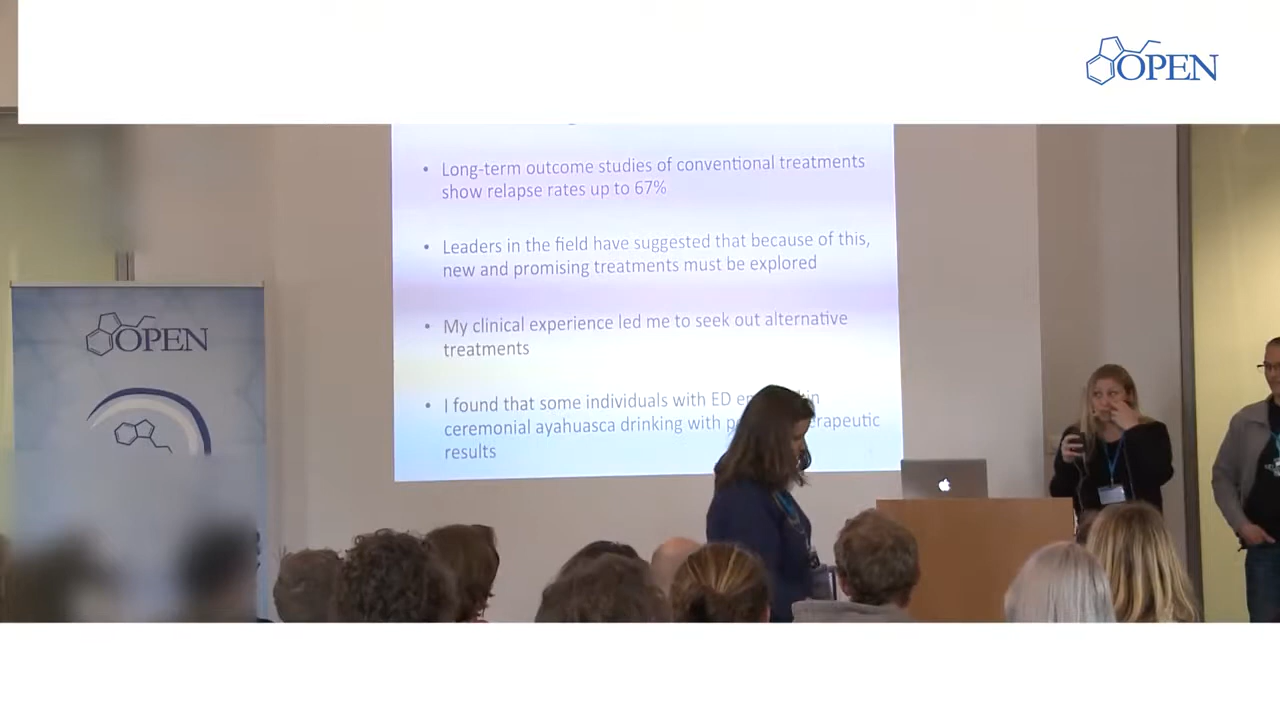 OPEN
• Long-term outcome studies of conventional treatments
show relapse rates up to 67%
• Leaders in the field have suggested that because of this,
new and promising treatments must be explored
• My clinical experience led me to seek out alternative
treatments
• I found that some individuals with ED
ceremonial ayahuasca drinking with
results
OPEN